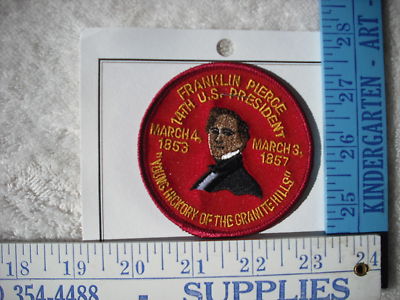 FRANKLIN PIERCE
14TH U.S. PRESIDENT
MARCH 4,
1853
MARCH 3,
1857
"YOUNG HICKORY OF THE GRANITE HILLS"
25 26 27 28
KINDERGARTEN - ART -
18 19 20 21 22 23 24
354-4488 - SUPPLIES